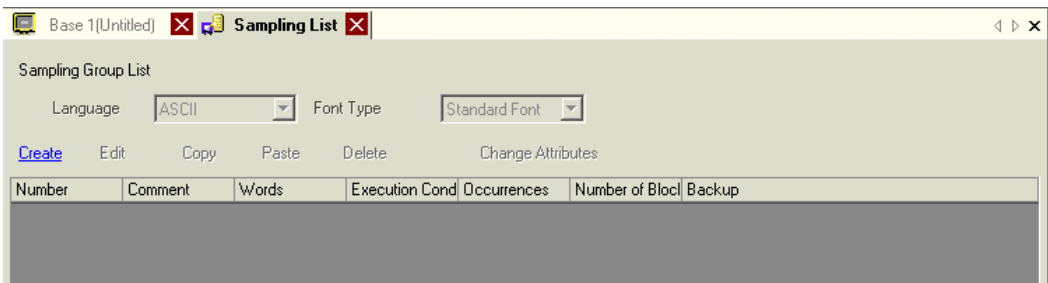 Base 1(Untitled) Sampling List
Sampling Group List
Language ASCII Font Type Standard Font
Create Edit Copy Paste Delete Change Attributes
Number Comment Words Execution Cond Occurrences Number of Blocl Backup